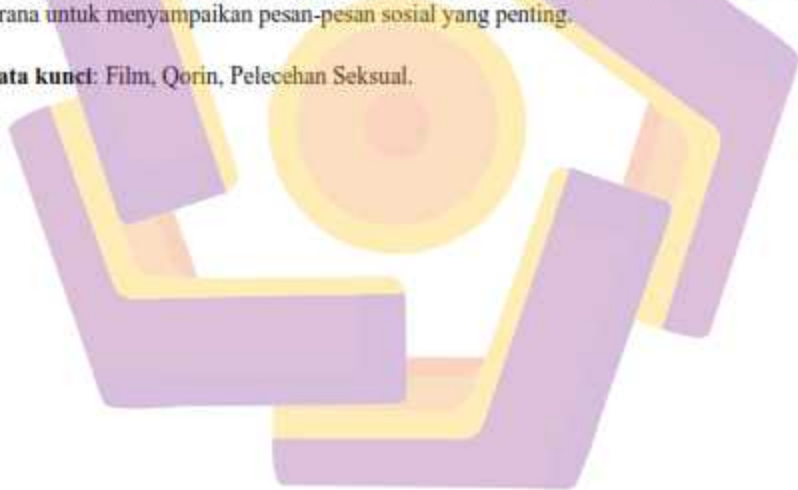 rana untuk menyampaikan pesan-pesan sosial yang penting.
ata kunci: Film, Qorin, Pelecehan Seksual.